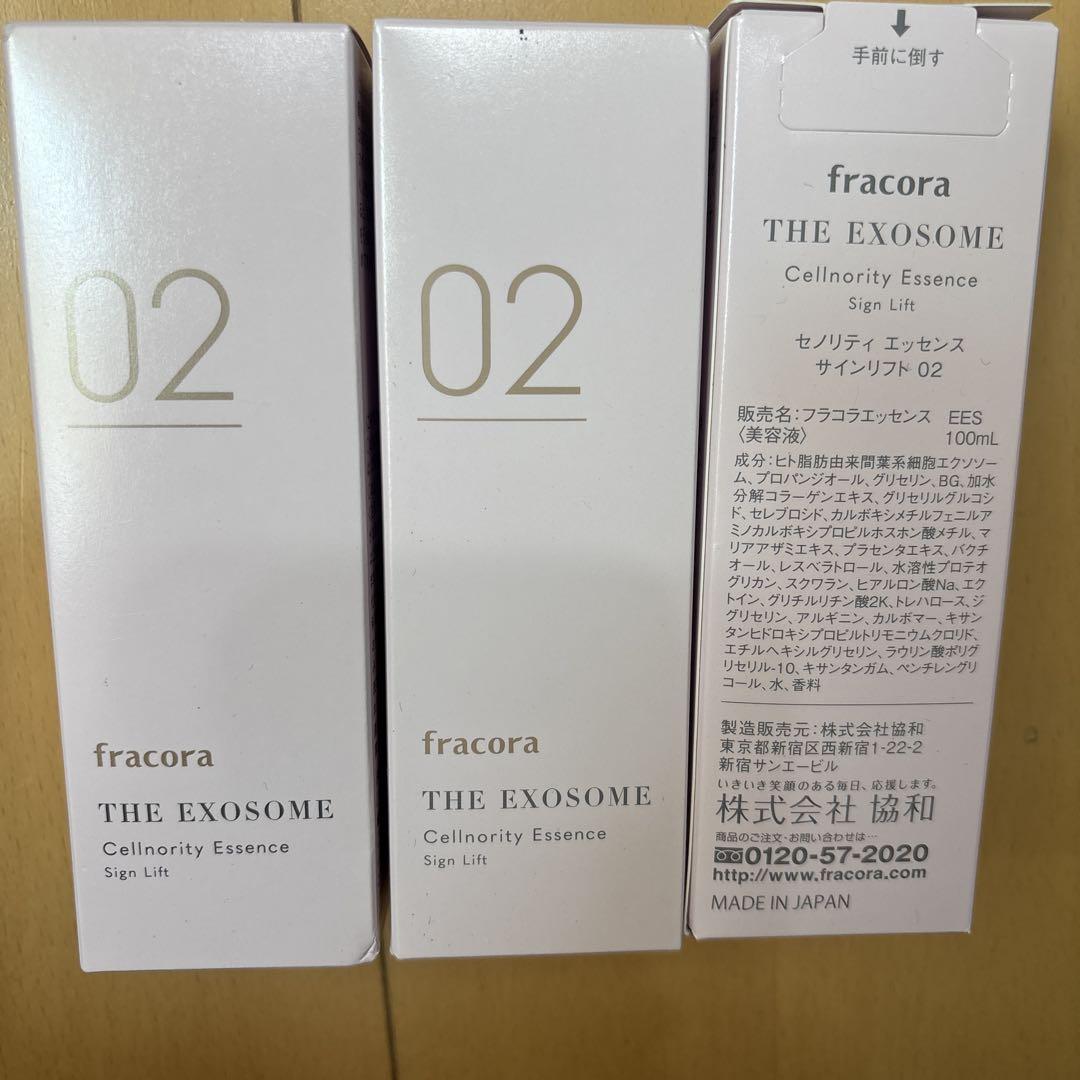 02
fracora
THE EXOSOME
Cellnority Essence
Sign Lift
02
fracora
THE EXOSOME
Cellnority Essence
Sign Lift
手前に倒す
fracora
THE EXOSOME
Cellnority Essence
Sign Lift
セノリティ エッセンス
サインリフト 02
販売名:フラコラエッセンス EES
〈美容液〉 100mL
成分:ヒト脂肪由来間葉系細胞エクソソー
ム、プロパンジオール、グリセリン、BG、加水
分解コラーゲンエキス、グリセリルグルコシ
ド、セレブロシド、カルボキシメチルフェニルア
ミノカルボキシプロピルホスホン酸メチル、マ
リアアザミエキス、プラセンタエキス、バクチ
オール、レスベラトロール、水溶性プロテオ
グリカン、スクワラン、ヒアルロン酸Na、エク
トイン、グリチルリチン酸2K、トレハロース、ジ
グリセリン、アルギニン、カルボマー、キサン
タンヒドロキシプロピルトリモニウムクロリド、
エチルヘキシルグリセリン、ラウリン酸ポリグ
リセリル-10、キサンタンガム、ペンチレングリ
コール、水、香料
製造販売元:株式会社協和
東京都新宿区西新宿1-22-2
新宿サンエービル
いきいき笑顔のある毎日、応援します。
株式会社 協和
商品のご注文・お問い合わせは…
0120-57-2020
http://www.fracora.com
MADE IN JAPAN